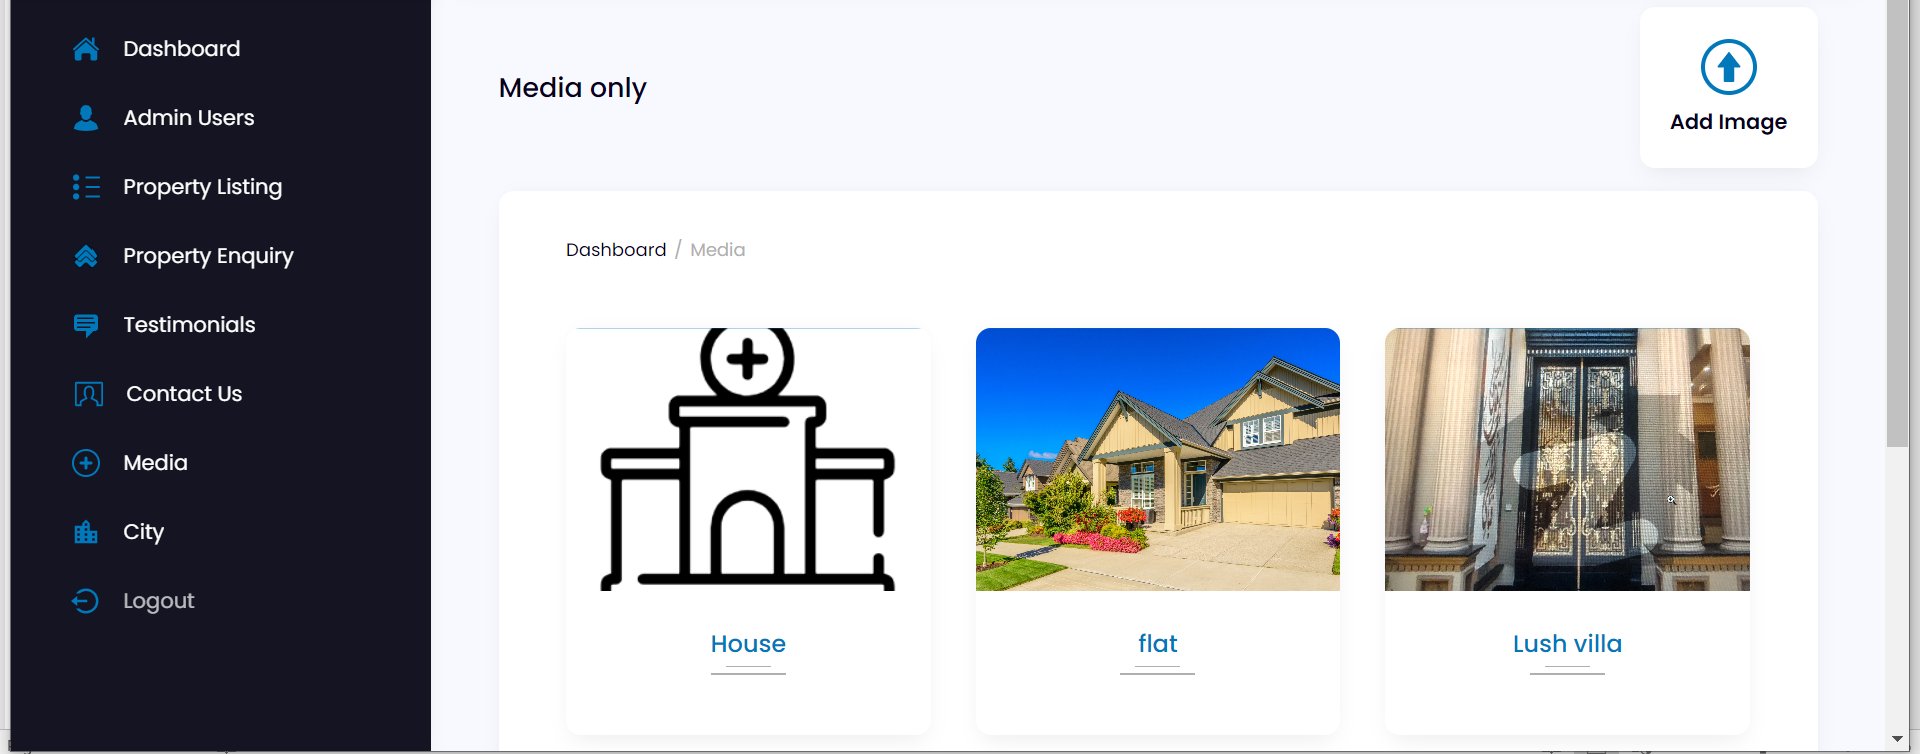 Dashboard
Admin Users
Property Listing
Property Enquiry
Testimonials
Contact Us
Media
City
Logout
Media only
Add Image
Dashboard / Media
House
flat
Lush villa